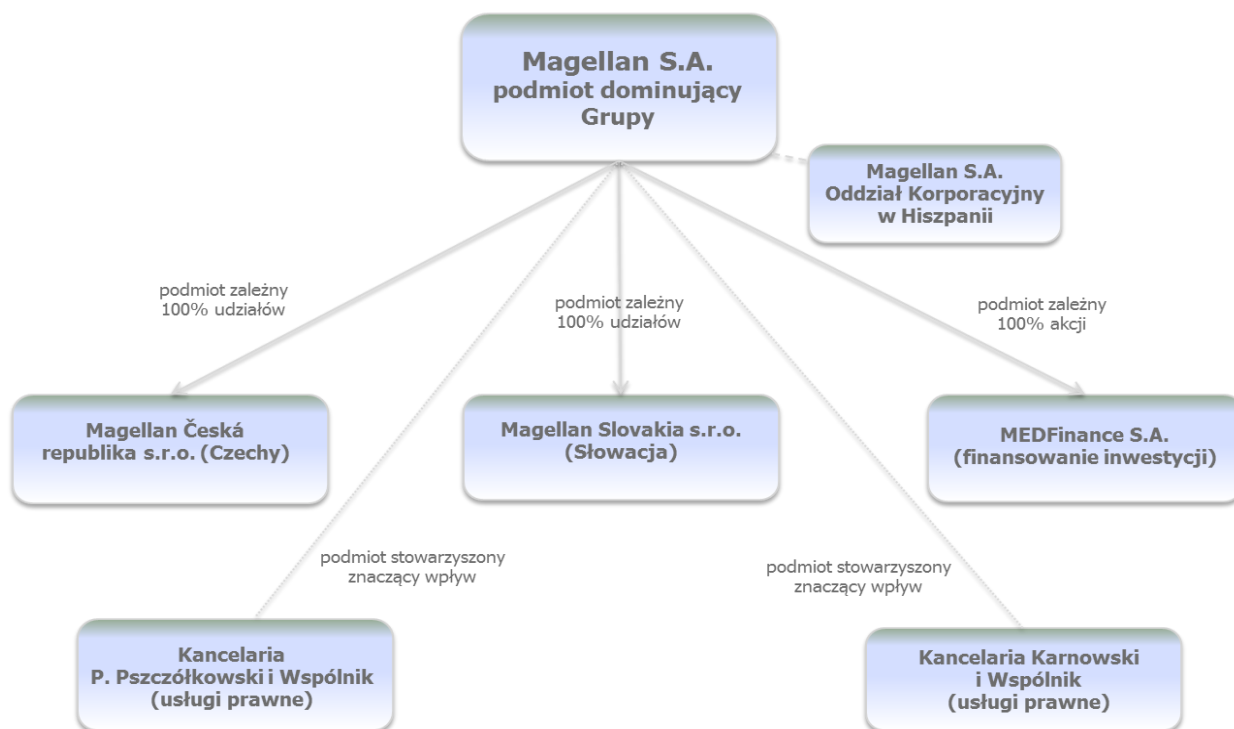 Magellan S.A.
podmiot dominujący
Grupy
Magellan S.A.
Oddział Korporacyjny
w Hiszpanii
podmiot zależny
100% udziałów
podmiot zależny
100% udziałów
podmiot zależny
100% akcji
Magellan Česká
republika s.r.o. (Czechy)
Magellan Slovakia s.r.o.
(Słowacja)
MEDFinance S.A.
(finansowanie inwestycji)
podmiot stowarzyszony
znaczący wpływ
podmiot stowarzyszony
znaczący wpływ
Kancelaria
P. Pszczółkowski i Wspólnik
(usługi prawne)
Kancelaria Karnowski
i Wspólnik
(usługi prawne)